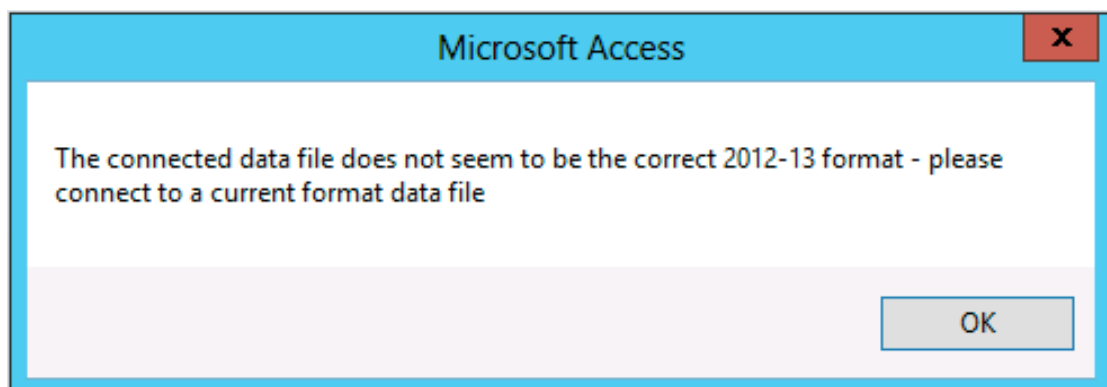 Microsoft Access
x
The connected data file does not seem to be the correct 2012-13 format - please
connect to a current format data file
OK